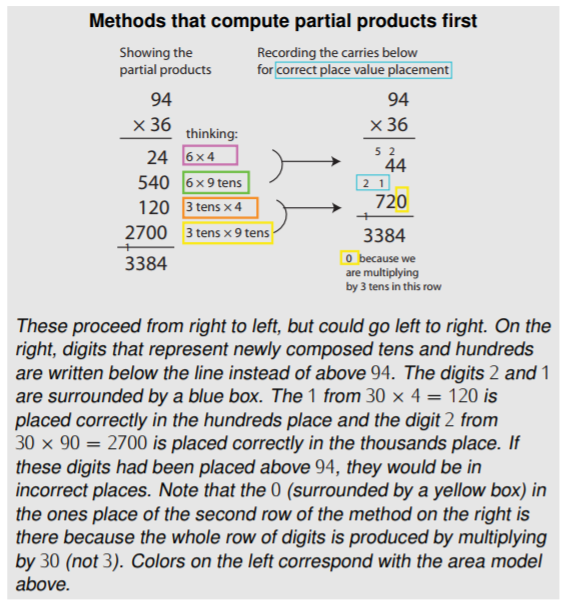 Methods that compute partial products first
Showing the
partial products
Recording the carries below
for correct place value placement
94
× 36
thinking:
24 6 × 4
540 6 × 9 tens
120 3 tens × 4
2700 3 tens × 9 tens
1
3384
94
× 36
5 2
44
2 1
720
1
3384
0 because we
are multiplying
by 3 tens in this row
These proceed from right to left, but could go left to right. On the
right, digits that represent newly composed tens and hundreds
are written below the line instead of above 94. The digits 2 and 1
are surrounded by a blue box. The 1 from 30 × 4 = 120 is
placed correctly in the hundreds place and the digit 2 from
30 × 90 = 2700 is placed correctly in the thousands place. If
these digits had been placed above 94, they would be in
incorrect places. Note that the 0 (surrounded by a yellow box) in
the ones place of the second row of the method on the right is
there because the whole row of digits is produced by multiplying
by 30 (not 3). Colors on the left correspond with the area model
above.